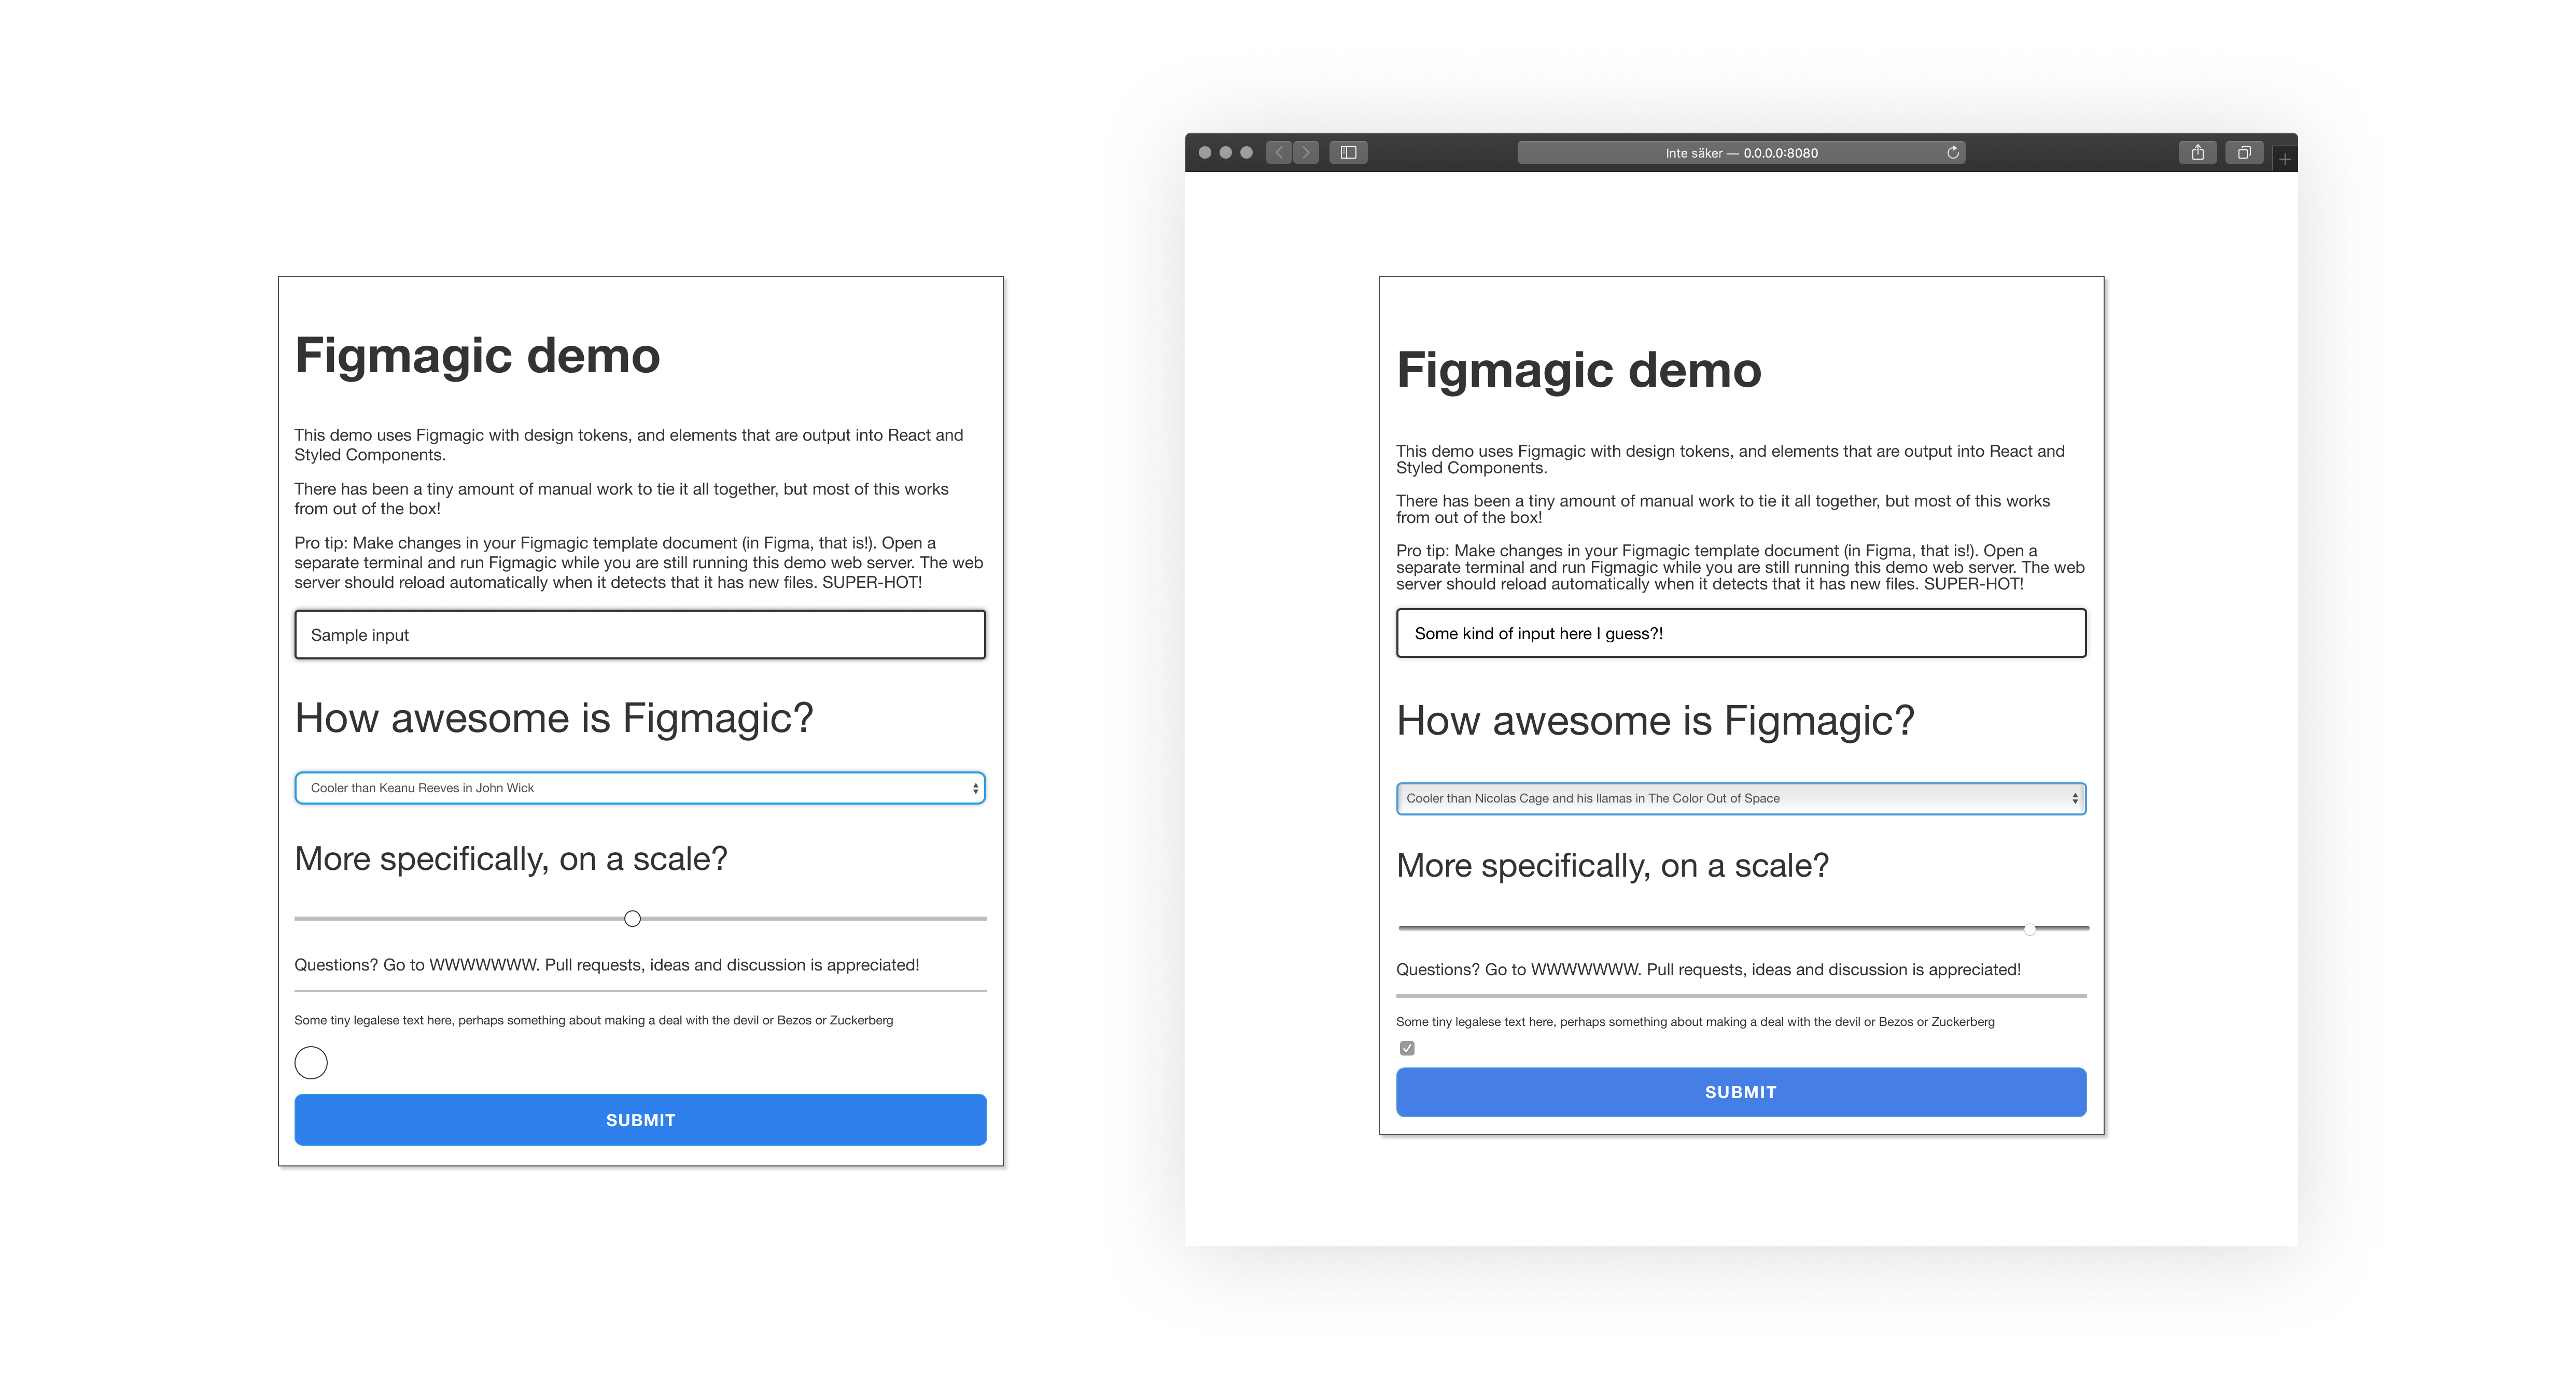 Figmagic demo
This demo uses Figmagic with design tokens, and elements that are output into React and
Styled Components.
There has been a tiny amount of manual work to tie it all together, but most of this works
from out of the box!
Pro tip: Make changes in your Figmagic template document (in Figma, that is!). Open a
separate terminal and run Figmagic while you are still running this demo web server. The web
server should reload automatically when it detects that it has new files. SUPER-HOT!
Sample input
How awesome is Figmagic?
Cooler than Keanu Reeves in John Wick
More specifically, on a scale?
Questions? Go to WWWWWWW. Pull requests, ideas and discussion is appreciated!
Some tiny legalese text here, perhaps something about making a deal with the devil or Bezos or Zuckerberg
SUBMIT
Inte säker — 0.0.0.0:8080
Figmagic demo
This demo uses Figmagic with design tokens, and elements that are output into React and
Styled Components.
There has been a tiny amount of manual work to tie it all together, but most of this works
from out of the box!
Pro tip: Make changes in your Figmagic template document (in Figma, that is!). Open a
separate terminal and run Figmagic while you are still running this demo web server. The web
server should reload automatically when it detects that it has new files. SUPER-HOT!
Some kind of input here I guess?!
How awesome is Figmagic?
Cooler than Nicolas Cage and his llamas in The Color Out of Space
More specifically, on a scale?
Questions? Go to WWWWWWW. Pull requests, ideas and discussion is appreciated!
Some tiny legalese text here, perhaps something about making a deal with the devil or Bezos or Zuckerberg
SUBMIT